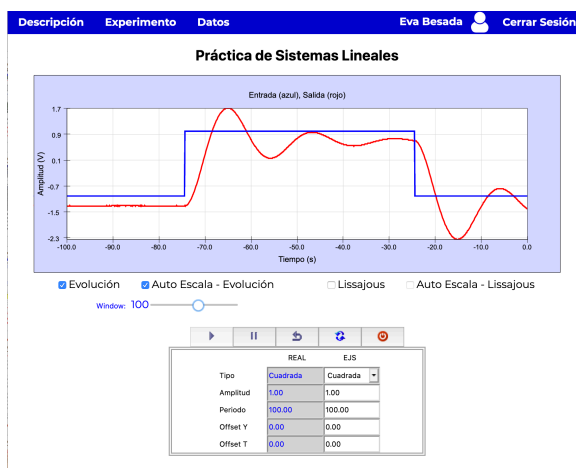 Descripción Experimento Datos Eva Besada Cerrar Sesión
Práctica de Sistemas Lineales
Entrada (azul), Salida (rojo)
1.7
0.9
0.1
-0.7
-1.5
-2.3
Amplitud (V)
-100.0 -90.0 -80.0 -70.0 -60.0 -50.0 -40.0 -30.0 -20.0 -10.0 0.0
Tiempo (s)
Evolución Auto Escala - Evolución Lissajous Auto Escala - Lissajous
Window: 100
REAL EJS
Tipo Cuadrada Cuadrada
Amplitud 1.00 1.00
Periodo 100.00 100.00
Offset Y 0.00 0.00
Offset T 0.00 0.00